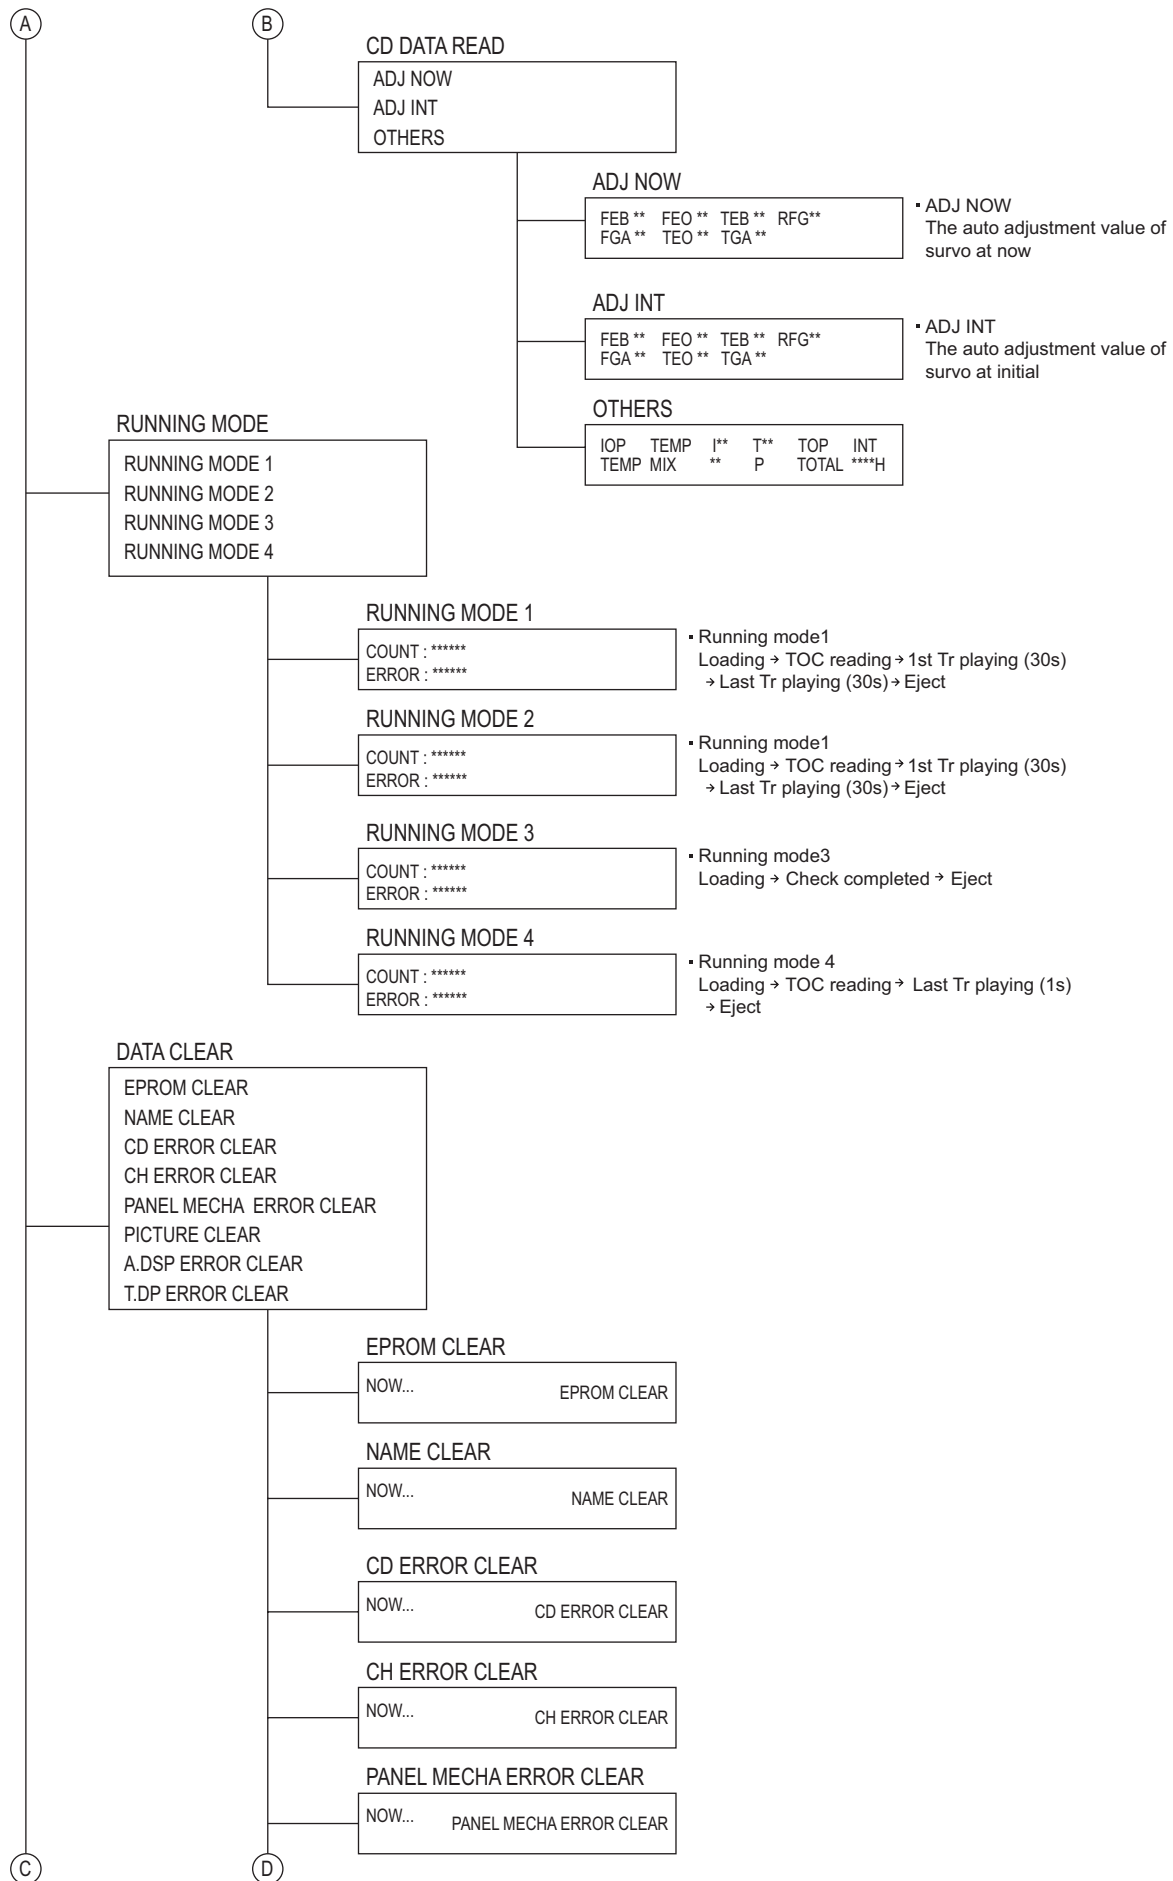 A
B
CD DATA READ
ADJ NOW
ADJ INT
OTHERS
ADJ NOW
FEB ** FEO ** TEB ** RFG**
FGA ** TEO ** TGA **
▪ ADJ NOW
The auto adjustment value of
survo at now
ADJ INT
FEB ** FEO ** TEB ** RFG**
FGA ** TEO ** TGA **
▪ ADJ INT
The auto adjustment value of
survo at initial
OTHERS
IOP TEMP I** T** TOP INT
TEMP MIX ** P TOTAL ****H
RUNNING MODE
RUNNING MODE 1
RUNNING MODE 2
RUNNING MODE 3
RUNNING MODE 4
RUNNING MODE 1
COUNT : ******
ERROR : ******
▪ Running mode1
Loading → TOC reading → 1st Tr playing (30s)
→ Last Tr playing (30s) → Eject
RUNNING MODE 2
COUNT : ******
ERROR : ******
▪ Running mode1
Loading → TOC reading → 1st Tr playing (30s)
→ Last Tr playing (30s) → Eject
RUNNING MODE 3
COUNT : ******
ERROR : ******
▪ Running mode3
Loading → Check completed → Eject
RUNNING MODE 4
COUNT : ******
ERROR : ******
▪ Running mode 4
Loading → TOC reading → Last Tr playing (1s)
→ Eject
DATA CLEAR
EPROM CLEAR
NAME CLEAR
CD ERROR CLEAR
CH ERROR CLEAR
PANEL MECHA ERROR CLEAR
PICTURE CLEAR
A.DSP ERROR CLEAR
T.DP ERROR CLEAR
EPROM CLEAR
NOW... EPROM CLEAR
NAME CLEAR
NOW... NAME CLEAR
CD ERROR CLEAR
NOW... CD ERROR CLEAR
CH ERROR CLEAR
NOW... CH ERROR CLEAR
PANEL MECHA ERROR CLEAR
NOW... PANEL MECHA ERROR CLEAR
C
D